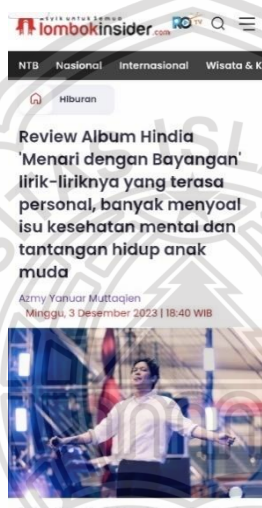 Asyik untuk Semua
lombokinsider.com
NTB Nasional Internasional Wisata & K
Hiburan
Review Album Hindia
'Menari dengan Bayangan'
lirik-liriknya yang terasa
personal, banyak menyoal
isu kesehatan mental dan
tantangan hidup anak
muda
Azmy Yanuar Muttaqien
Minggu, 3 Desember 2023 | 18:40 WIB